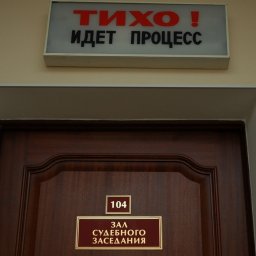 ТИХО!
ИДЕТ ПРОЦЕСС
104
ЗАЛ
СУДЕБНОГО
ЗАСЕДАНИЯ